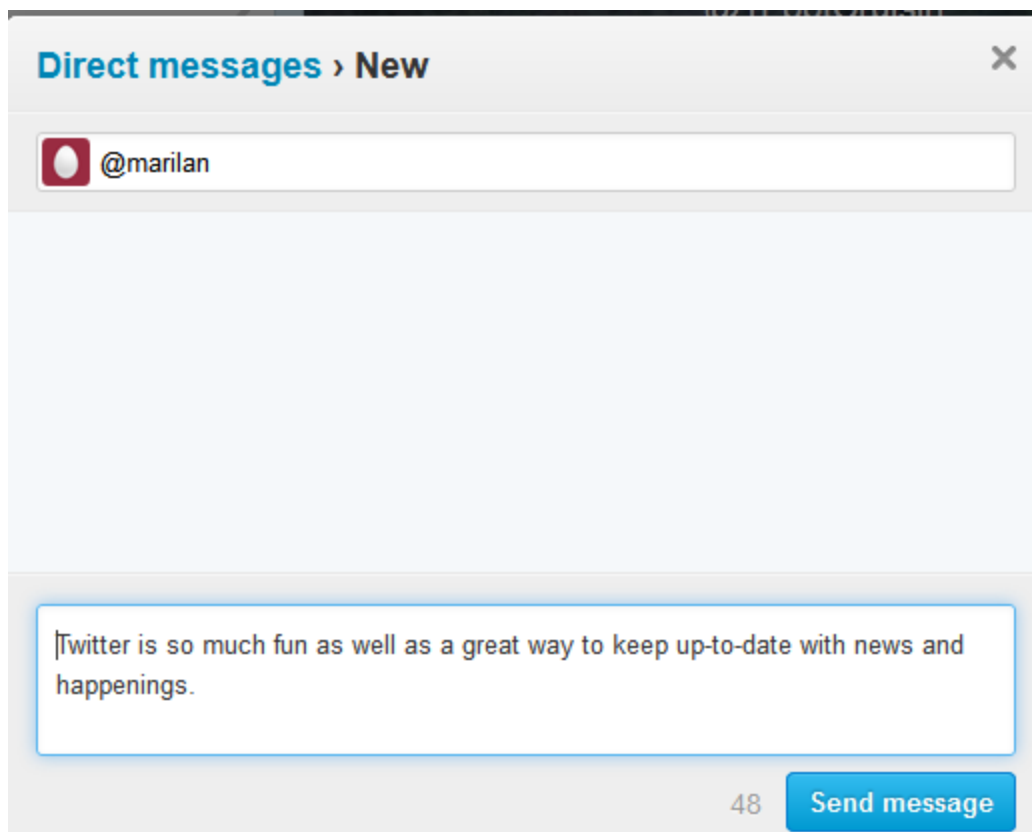 Direct messages › New
@marilan
Twitter is so much fun as well as a great way to keep up-to-date with news and
happenings.
48
Send message